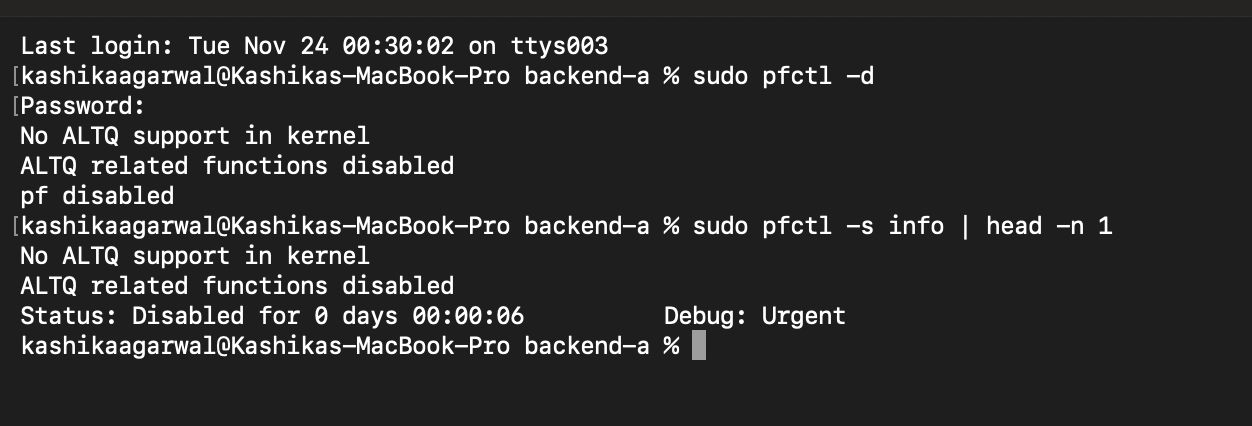 Last login: Tue Nov 24 00:30:02 on ttys003
[kashikaagarwal@Kashikas-MacBook-Pro backend-a % sudo pfctl -d
[Password:
No ALTQ support in kernel
ALTQ related functions disabled
pf disabled
[kashikaagarwal@Kashikas-MacBook-Pro backend-a % sudo pfctl -s info | head -n 1
No ALTQ support in kernel
ALTQ related functions disabled
Status: Disabled for 0 days 00:00:06          Debug: Urgent
kashikaagarwal@Kashikas-MacBook-Pro backend-a %